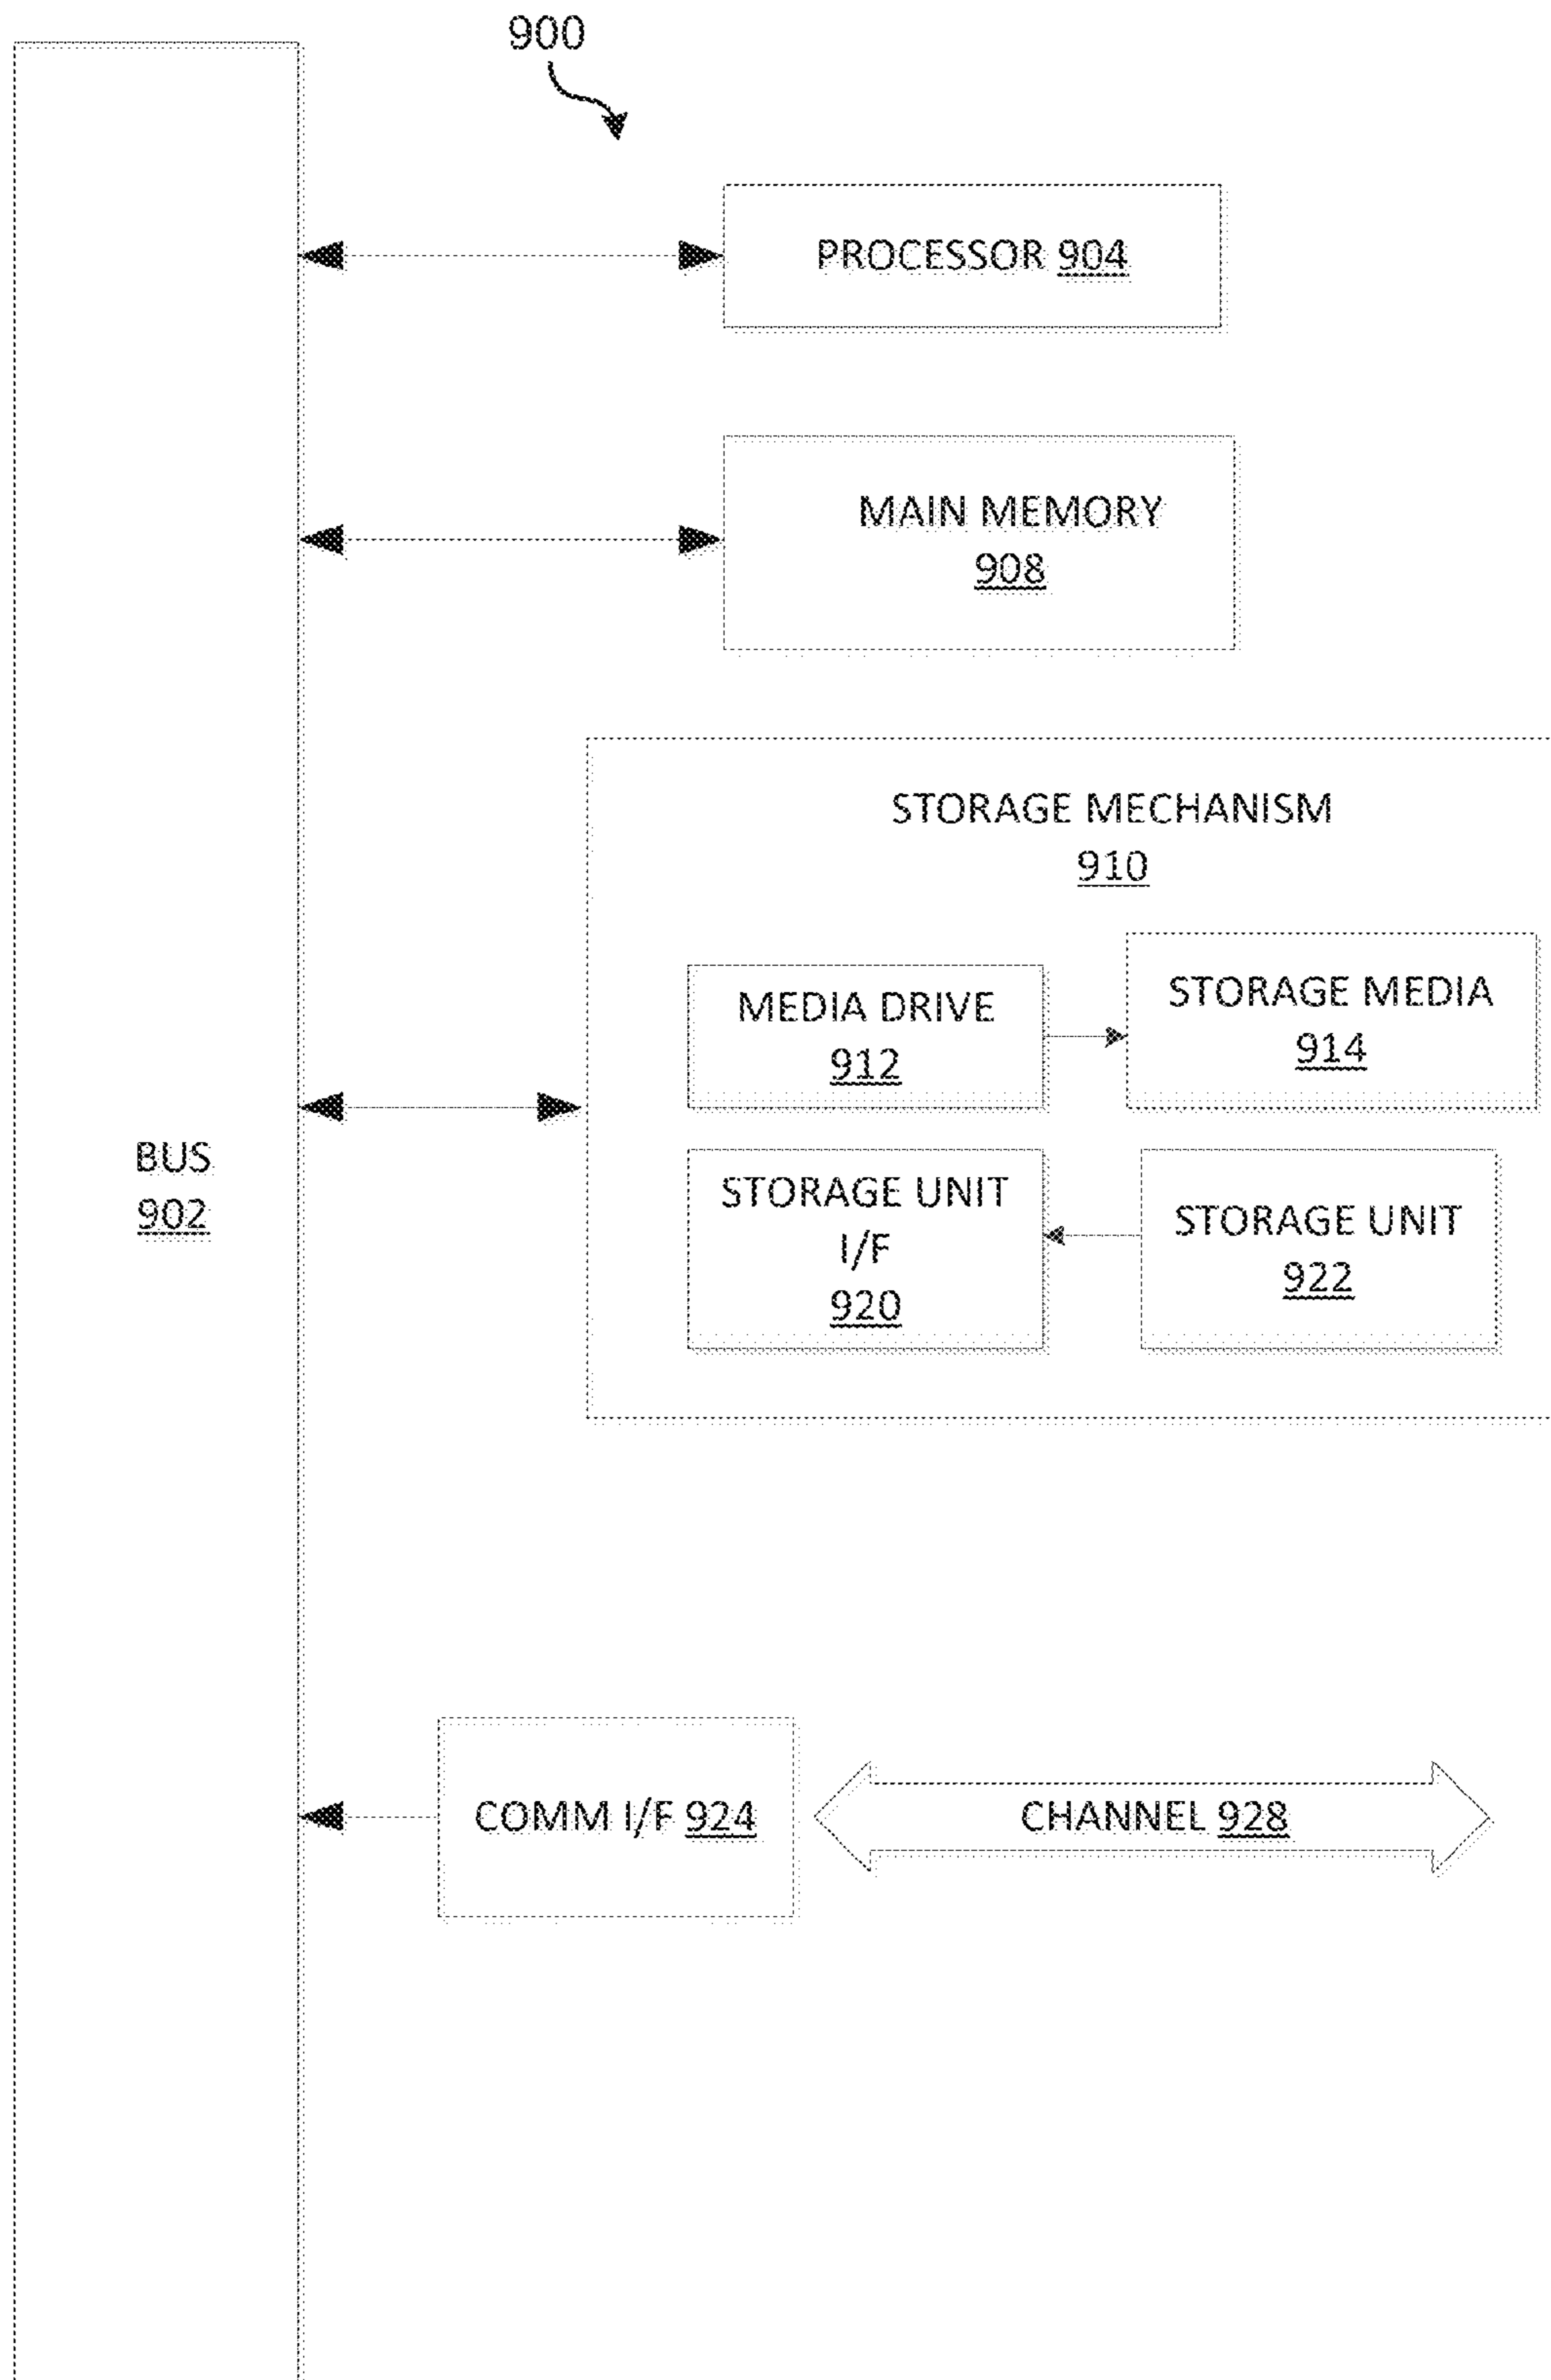 900
PROCESSOR 904
MAIN MEMORY
908
STORAGE MECHANISM
910
MEDIA DRIVE
912
STORAGE MEDIA
914
BUS
902
STORAGE UNIT
I/F
920
STORAGE UNIT
922
COMM I/F 924
CHANNEL 928